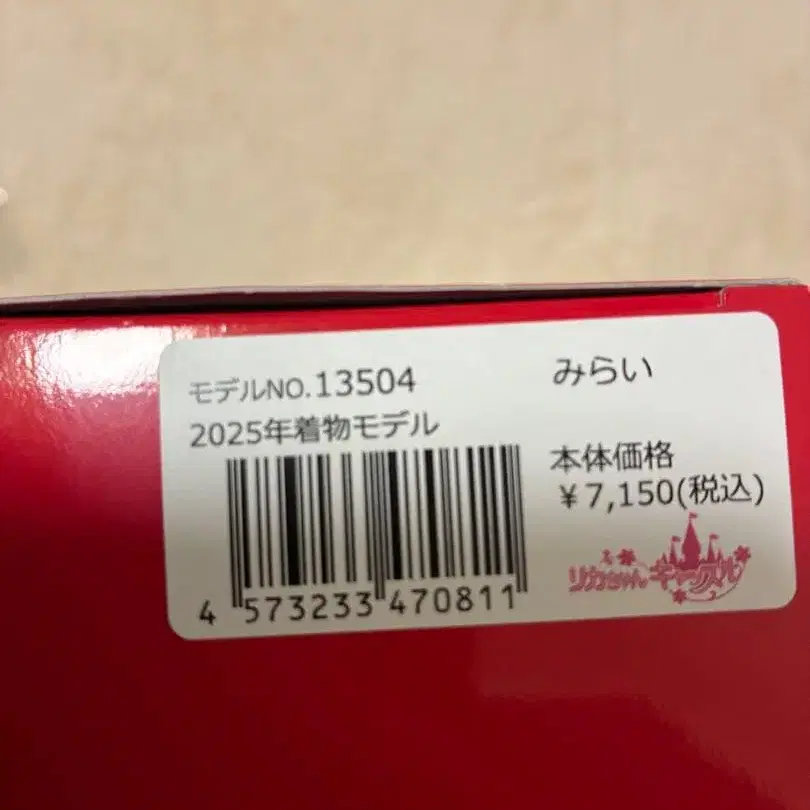 モデルNO.13504
2025年着物モデル
4 573233 470811
みらい
本体価格
￥7,150(税込)
リカちゃんキャッスル